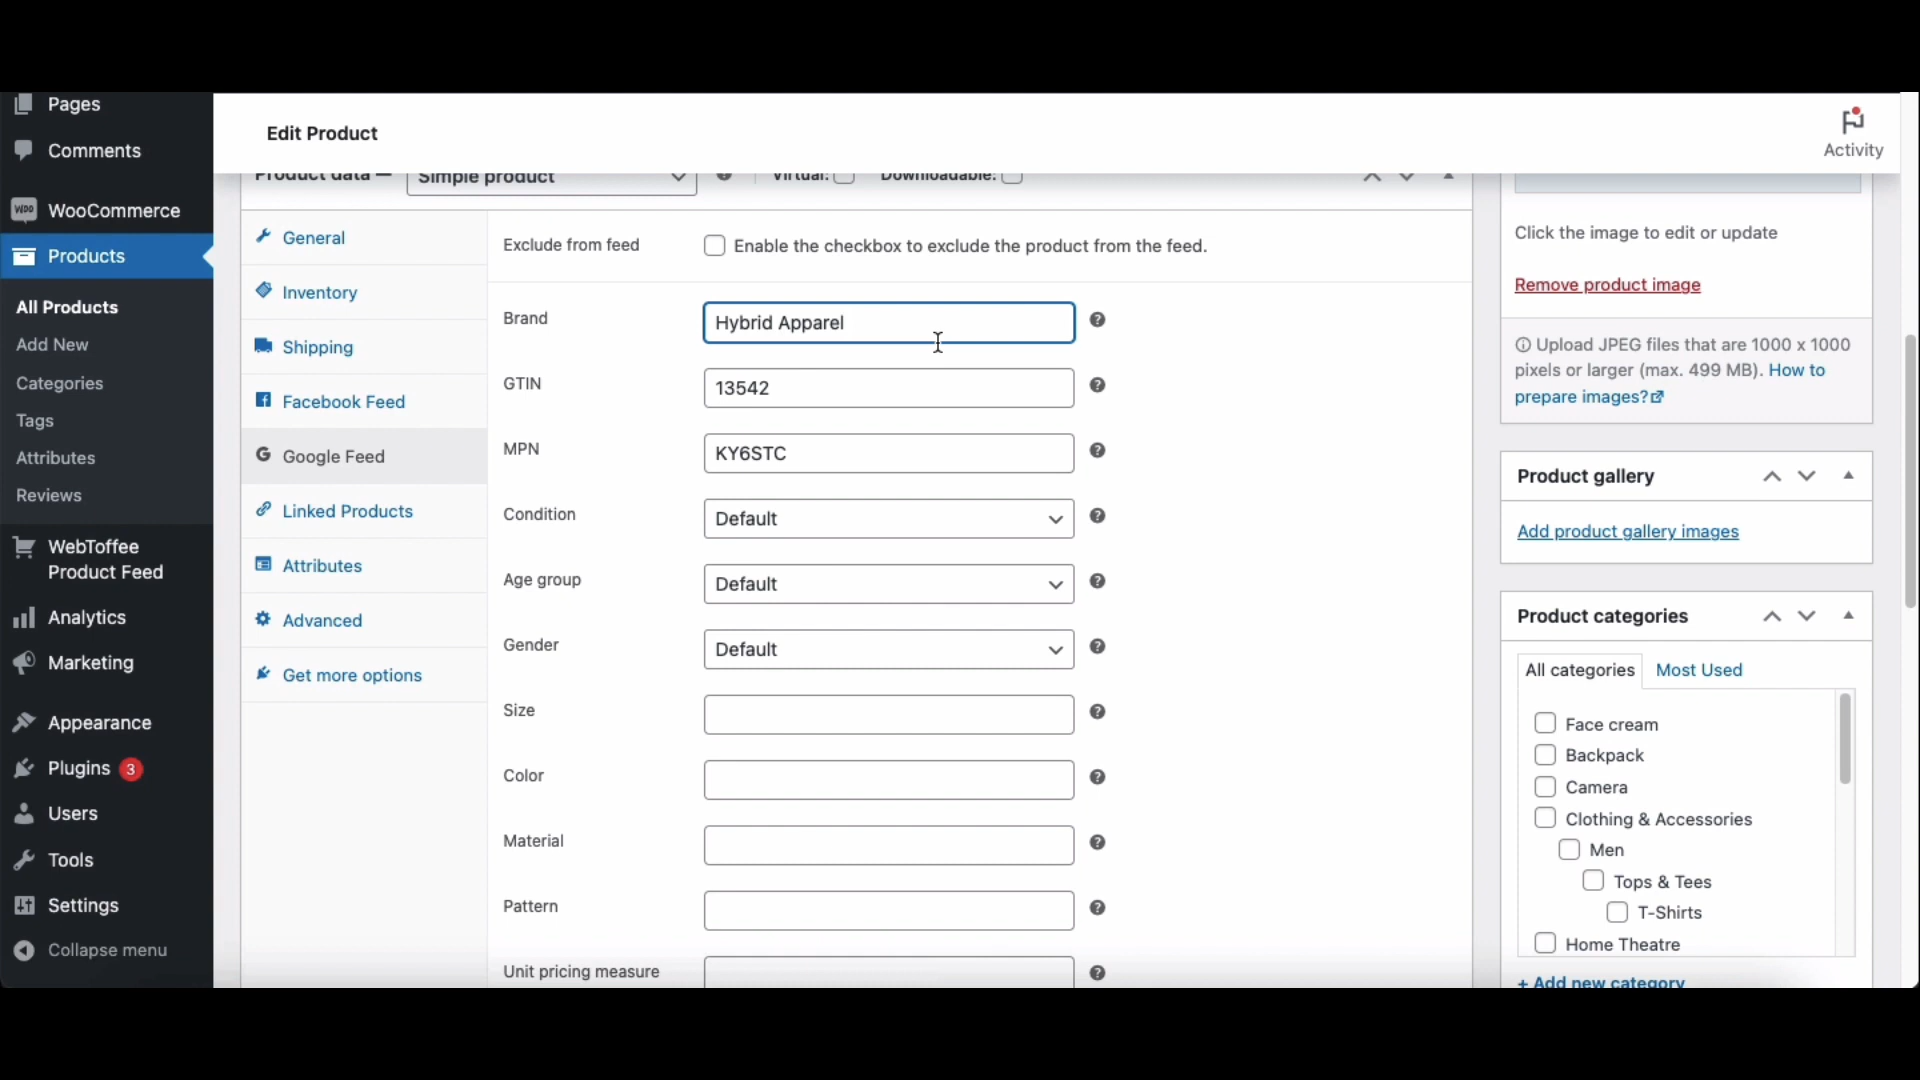 Pages
Comments
WooCommerce
Products
All Products
Add New
Categories
Tags
Attributes
Reviews
WebToffee
Product Feed
Analytics
Marketing
Appearance
Plugins 3
Users
Tools
Settings
Collapse menu
Edit Product
Activity
Product data — Simple product Virtual: Downloadable:
General
Inventory
Shipping
Facebook Feed
Google Feed
Linked Products
Attributes
Advanced
Get more options
Exclude from feed Enable the checkbox to exclude the product from the feed.
Brand Hybrid Apparel
GTIN 13542
MPN KY6STC
Condition Default
Age group Default
Gender Default
Size
Color
Material
Pattern
Unit pricing measure
Click the image to edit or update
Remove product image
Upload JPEG files that are 1000 x 1000
pixels or larger (max. 499 MB). How to
prepare images?
Product gallery
Add product gallery images
Product categories
All categories Most Used
Face cream
Backpack
Camera
Clothing & Accessories
Men
Tops & Tees
T-Shirts
Home Theatre
+ Add new category